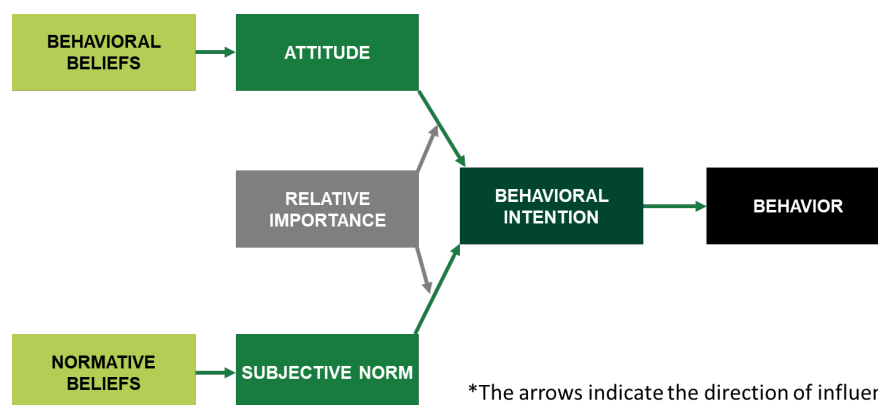 BEHAVIORAL
BELIEFS
ATTITUDE
RELATIVE
IMPORTANCE
BEHAVIORAL
INTENTION
BEHAVIOR
NORMATIVE
BELIEFS
SUBJECTIVE NORM
*The arrows indicate the direction of